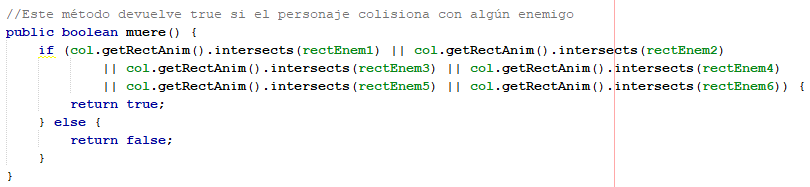 //Este método devuelve true si el personaje colisiona con algún enemigo
public boolean muere() {
if (col.getRectAnim().intersects(rectEnem1) || col.getRectAnim().intersects(rectEnem2)
|| col.getRectAnim().intersects(rectEnem3) || col.getRectAnim().intersects(rectEnem4)
|| col.getRectAnim().intersects(rectEnem5) || col.getRectAnim().intersects(rectEnem6)) {
return true;
} else {
return false;
}
}